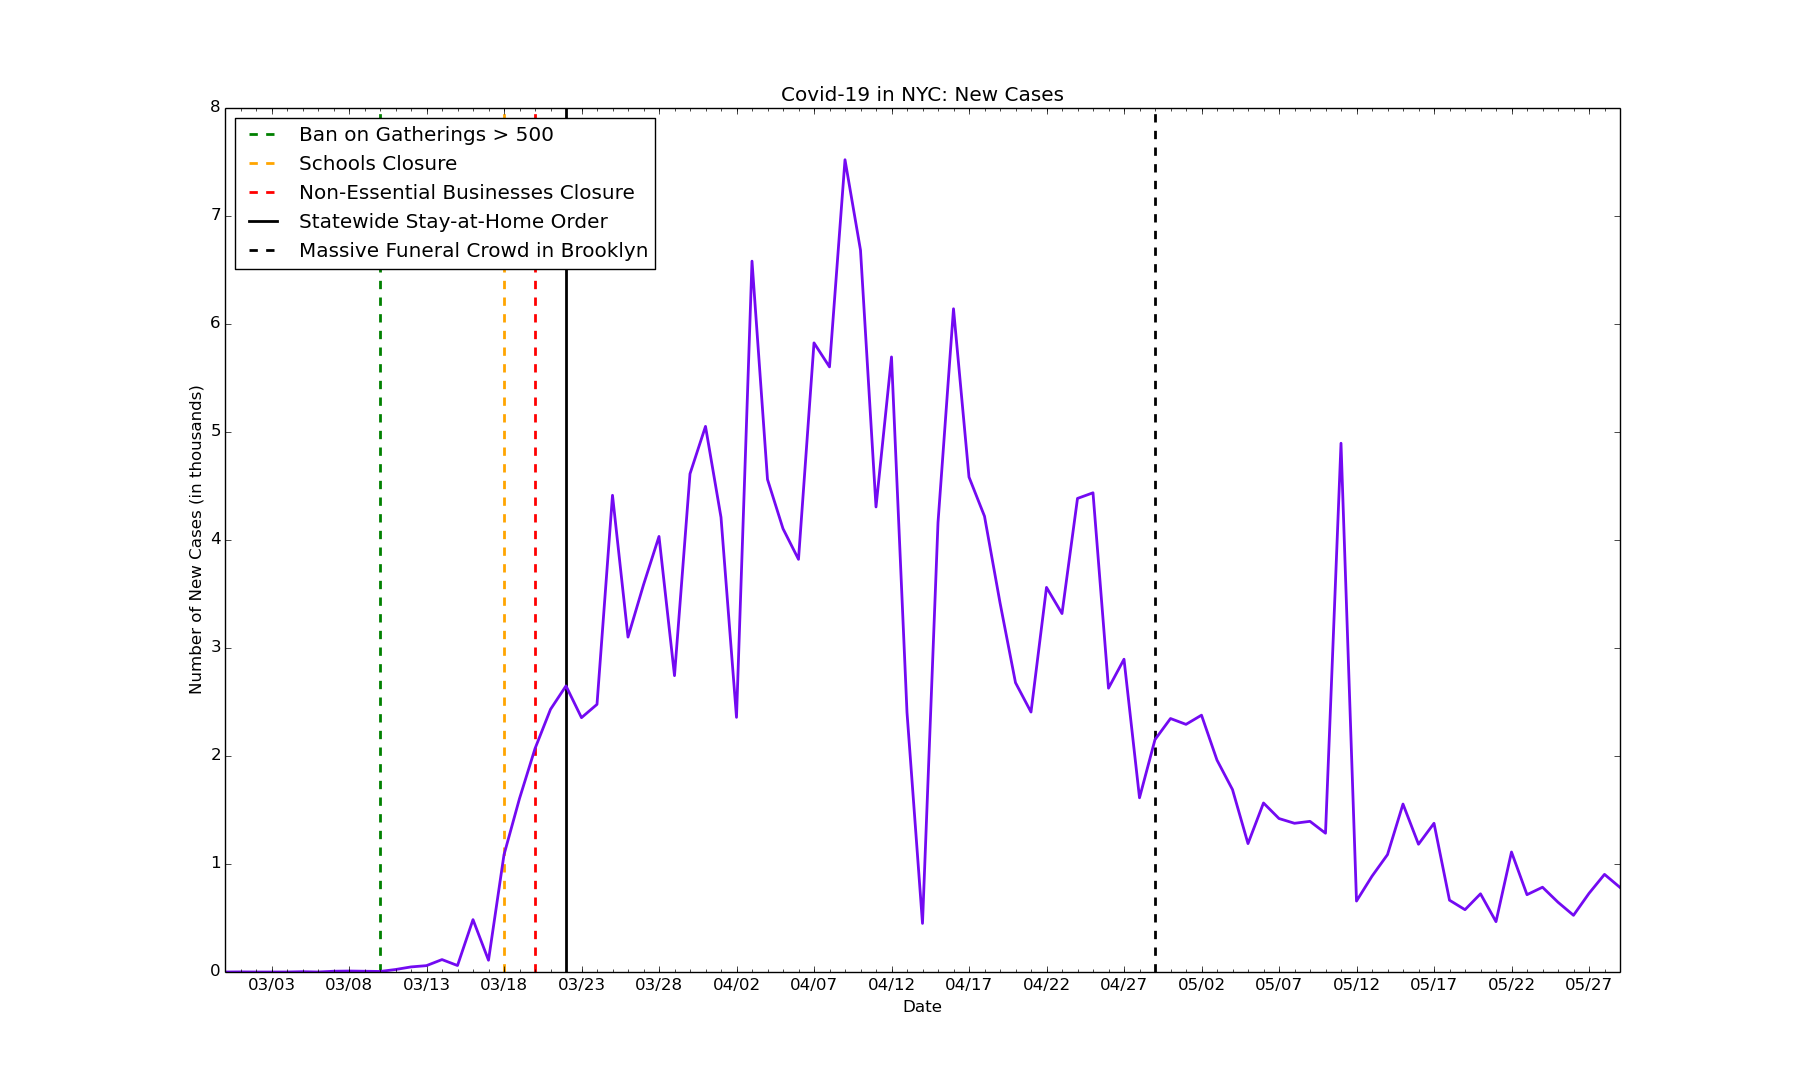 Covid-19 in NYC: New Cases
Ban on Gatherings > 500
Schools Closure
Non-Essential Businesses Closure
Statewide Stay-at-Home Order
Massive Funeral Crowd in Brooklyn
Number of New Cases (in thousands)
8
7
6
5
4
3
2
1
0
03/03 03/08 03/13 03/18 03/23 03/28 04/02 04/07 04/12 04/17 04/22 04/27 05/02 05/07 05/12 05/17 05/22 05/27
Date